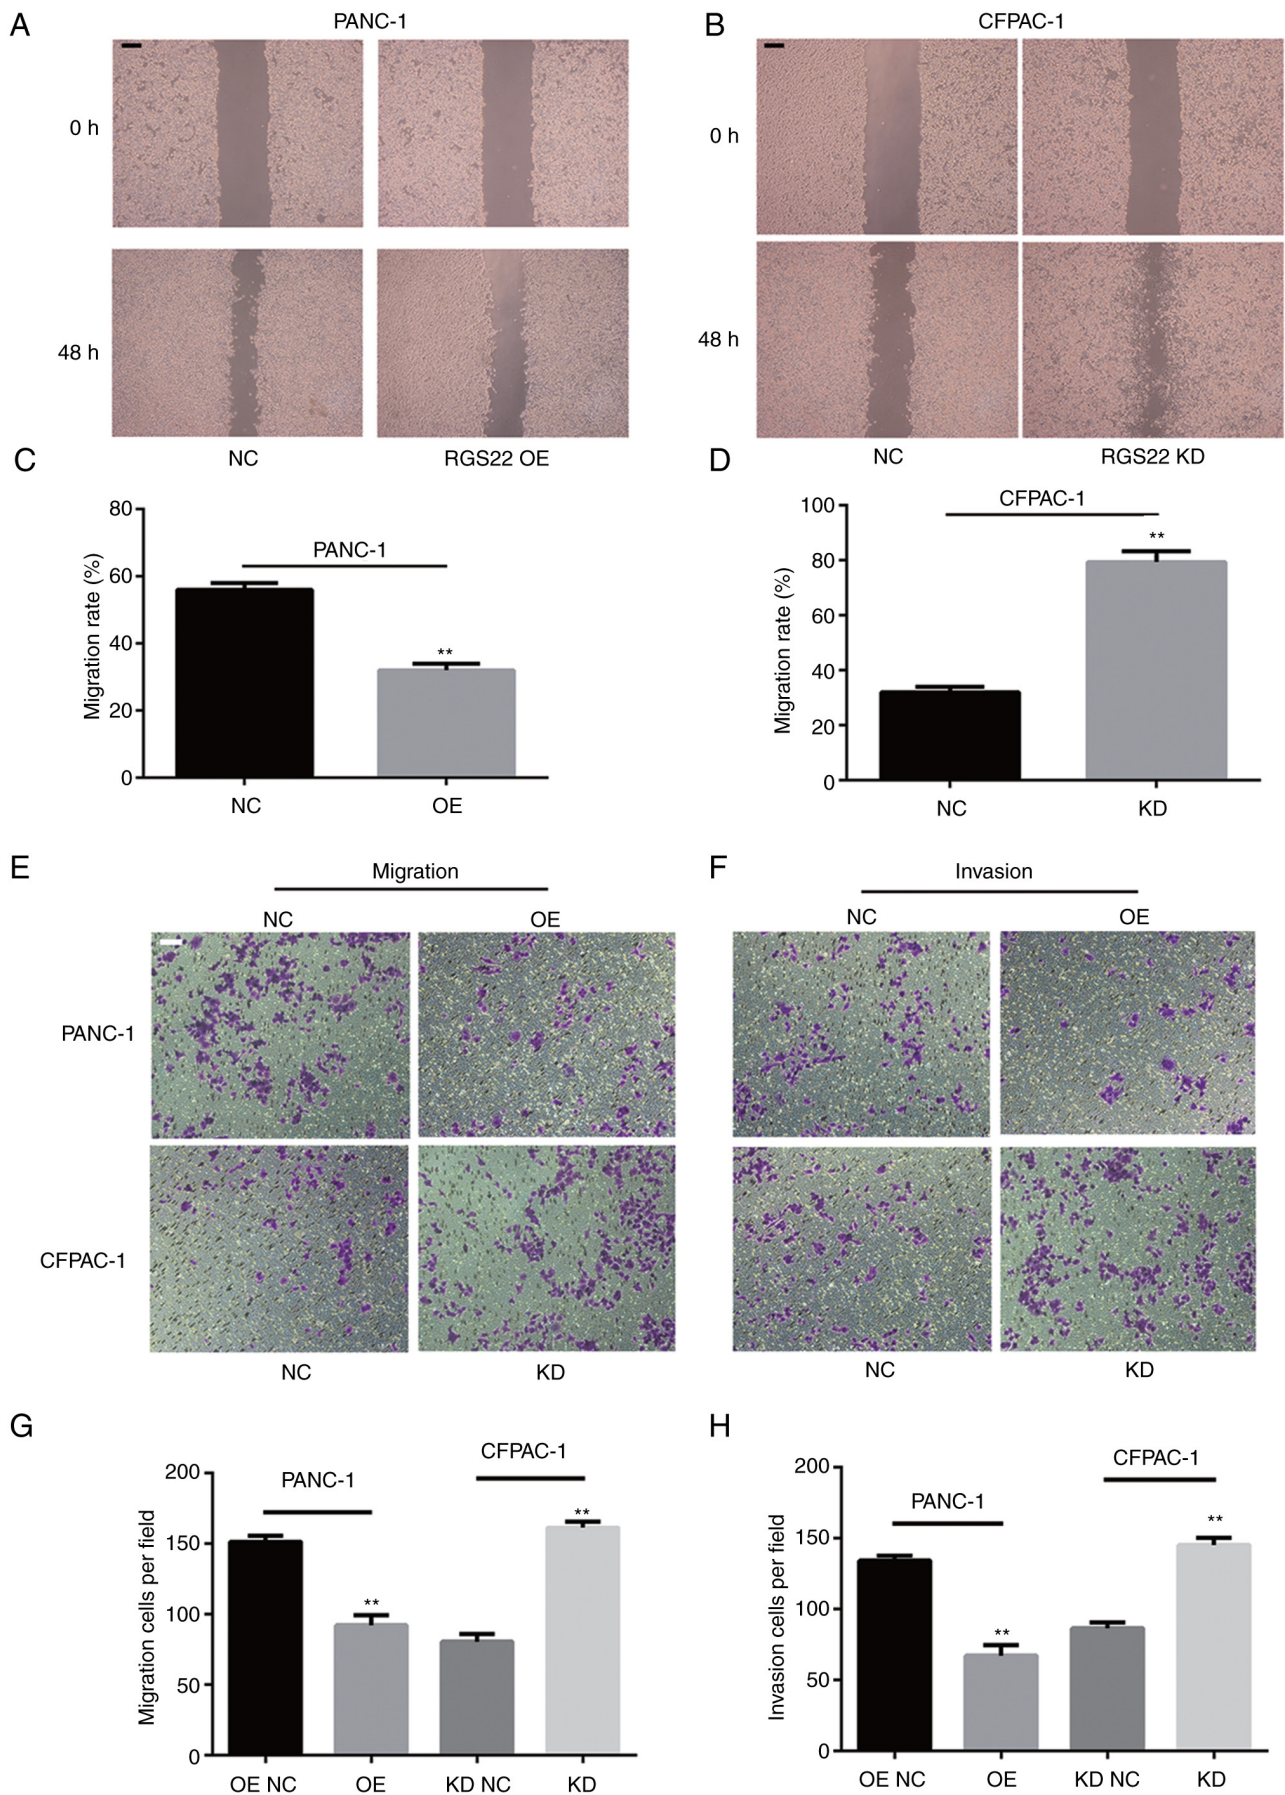 A
PANC-1
B
CFPAC-1
0 h
0 h
48 h
48 h
NC
RGS22 OE
NC
RGS22 KD
C
80
60
40
20
0
Migration rate (%)
PANC-1
**
NC
OE
D
100
80
60
40
20
0
Migration rate (%)
CFPAC-1
**
NC
KD
E
Migration
NC
OE
PANC-1
CFPAC-1
NC
KD
F
Invasion
NC
OE
NC
KD
G
200
150
100
50
0
Migration cells per field
PANC-1
CFPAC-1
**
**
OE NC
OE
KD NC
KD
H
200
150
100
50
0
Invasion cells per field
PANC-1
CFPAC-1
**
**
OE NC
OE
KD NC
KD